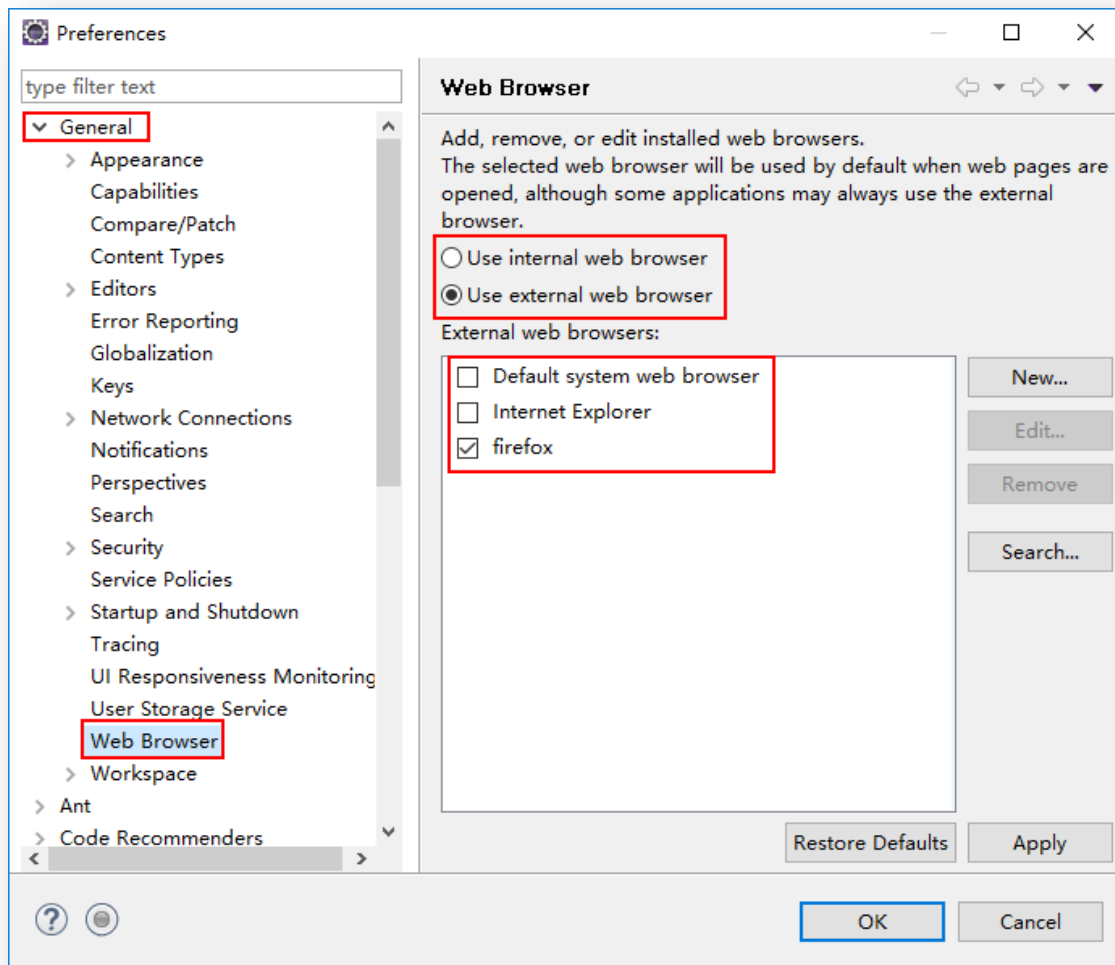 Preferences
type filter text
General
Appearance
Capabilities
Compare/Patch
Content Types
Editors
Error Reporting
Globalization
Keys
Network Connections
Notifications
Perspectives
Search
Security
Service Policies
Startup and Shutdown
Tracing
UI Responsiveness Monitoring
User Storage Service
Web Browser
Workspace
Ant
Code Recommenders
Web Browser
Add, remove, or edit installed web browsers.
The selected web browser will be used by default when web pages are
opened, although some applications may always use the external
browser.
Use internal web browser
Use external web browser
External web browsers:
Default system web browser
Internet Explorer
firefox
New...
Edit...
Remove
Search...
Restore Defaults
Apply
OK
Cancel